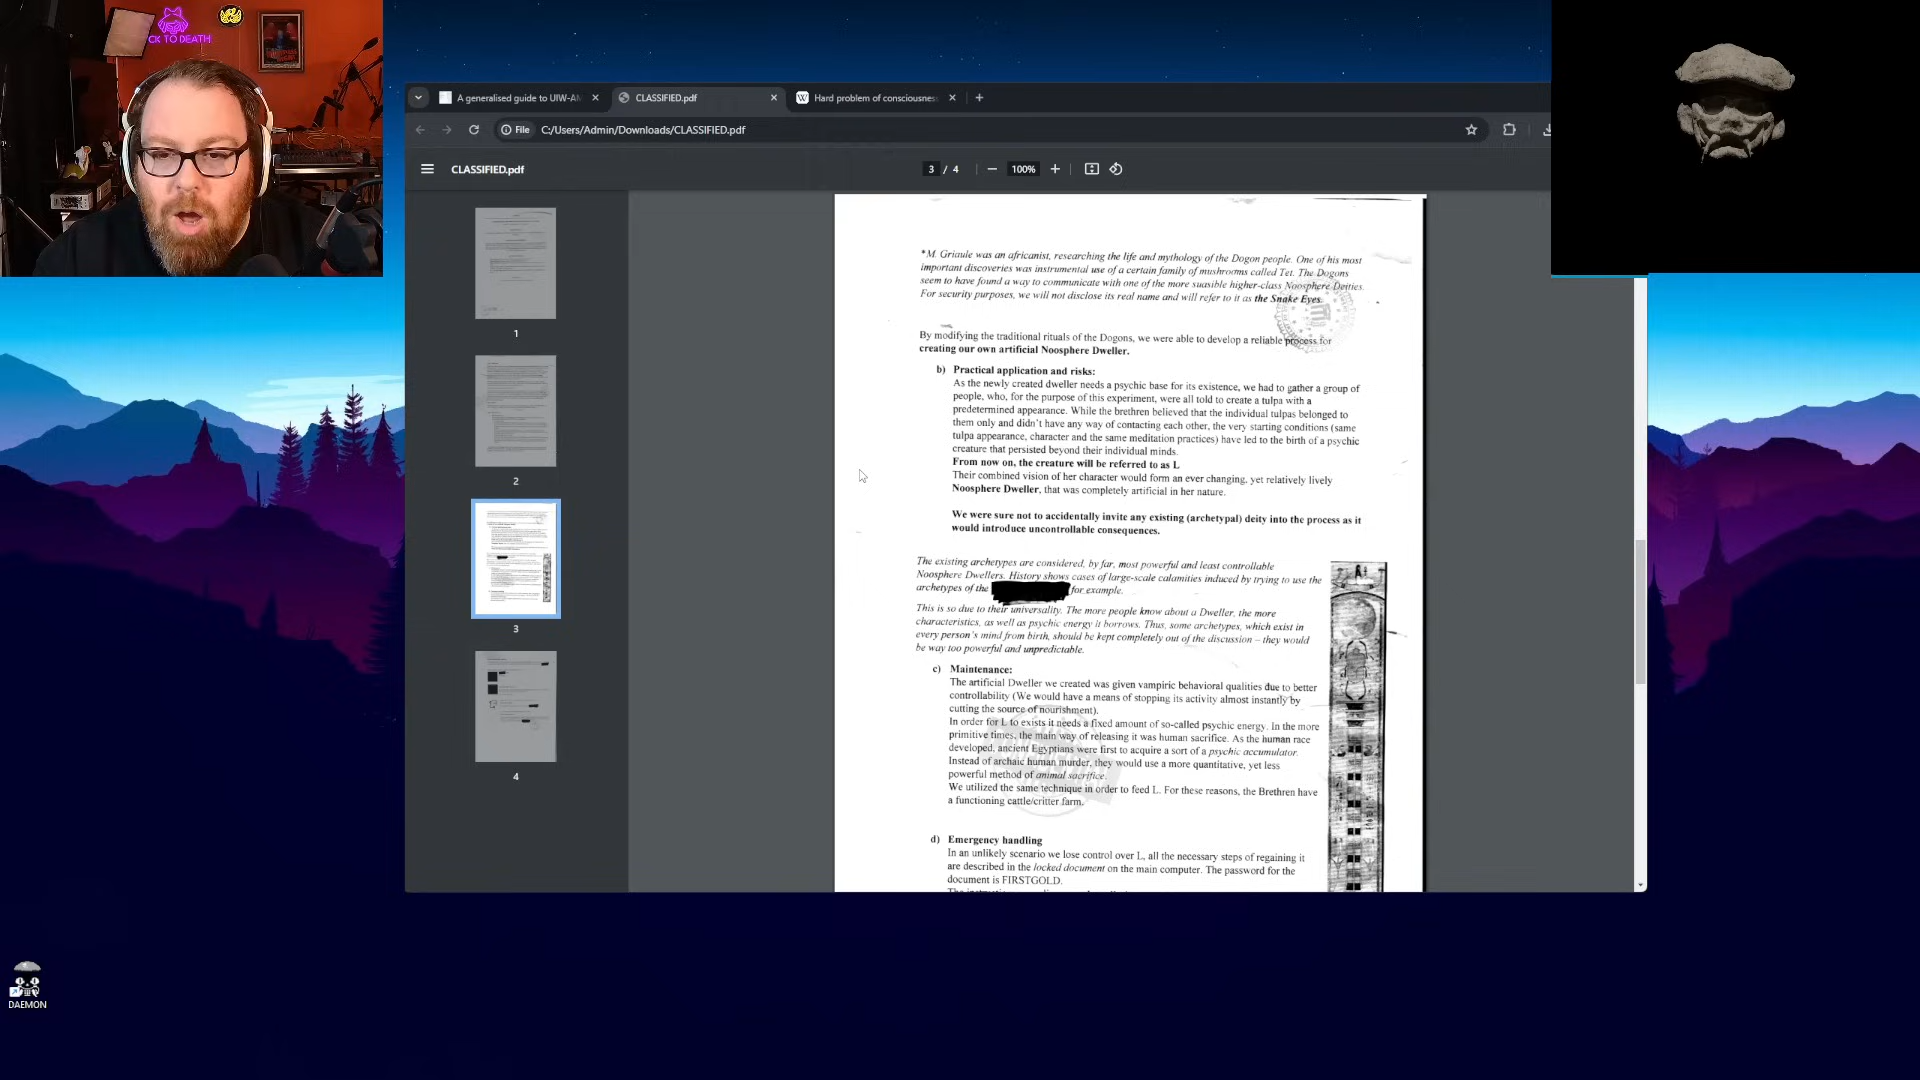 CK TO DEATH
A generalised guide to UIW-AN
CLASSIFIED.pdf
Hard problem of consciousness
File
C:/Users/Admin/Downloads/CLASSIFIED.pdf
CLASSIFIED.pdf
3 / 4
100%
1
2
3
4
*M. Griaule was an africanist, researching the life and mythology of the Dogon people. One of his most
important discoveries was instrumental use of a certain family of mushrooms called Tet. The Dogons
seem to have found a way to communicate with one of the more suasible higher-class Noosphere Deities.
For security purposes, we will not disclose its real name and will refer to it as the Snake Eyes.
By modifying the traditional rituals of the Dogons, we were able to develop a reliable process for
creating our own artificial Noosphere Dweller.
b) Practical application and risks:
As the newly created dweller needs a psychic base for its existence, we had to gather a group of
people, who, for the purpose of this experiment, were all told to create a tulpa with a
predetermined appearance. While the brethren believed that the individual tulpas belonged to
them only and didn't have any way of contacting each other, the very starting conditions (same
tulpa appearance, character and the same meditation practices) have led to the birth of a psychic
creature that persisted beyond their individual minds.
From now on, the creature will be referred to as L
Their combined vision of her character would form an ever changing, yet relatively lively
Noosphere Dweller, that was completely artificial in her nature.
We were sure not to accidentally invite any existing (archetypal) deity into the process as it
would introduce uncontrollable consequences.
The existing archetypes are considered, by far, most powerful and least controllable
Noosphere Dwellers. History shows cases of large-scale calamities induced by trying to use the
archetypes of the for example.
This is so due to their universality. The more people know about a Dweller, the more
characteristics, as well as psychic energy it borrows. Thus, some archetypes, which exist in
every person's mind from birth, should be kept completely out of the discussion – they would
be way too powerful and unpredictable.
c) Maintenance:
The artificial Dweller we created was given vampiric behavioral qualities due to better
controllability (We would have a means of stopping its activity almost instantly by
cutting the source of nourishment).
In order for L to exists it needs a fixed amount of so-called psychic energy. In the more
primitive times, the main way of releasing it was human sacrifice. As the human race
developed, ancient Egyptians were first to acquire a sort of a psychic accumulator.
Instead of archaic human murder, they would use a more quantitative, yet less
powerful method of animal sacrifice.
We utilized the same technique in order to feed L. For these reasons, the Brethren have
a functioning cattle/critter farm.
d) Emergency handling
In an unlikely scenario we lose control over L, all the necessary steps of regaining it
are described in the locked document on the main computer. The password for the
document is FIRSTGOLD.
DAEMON